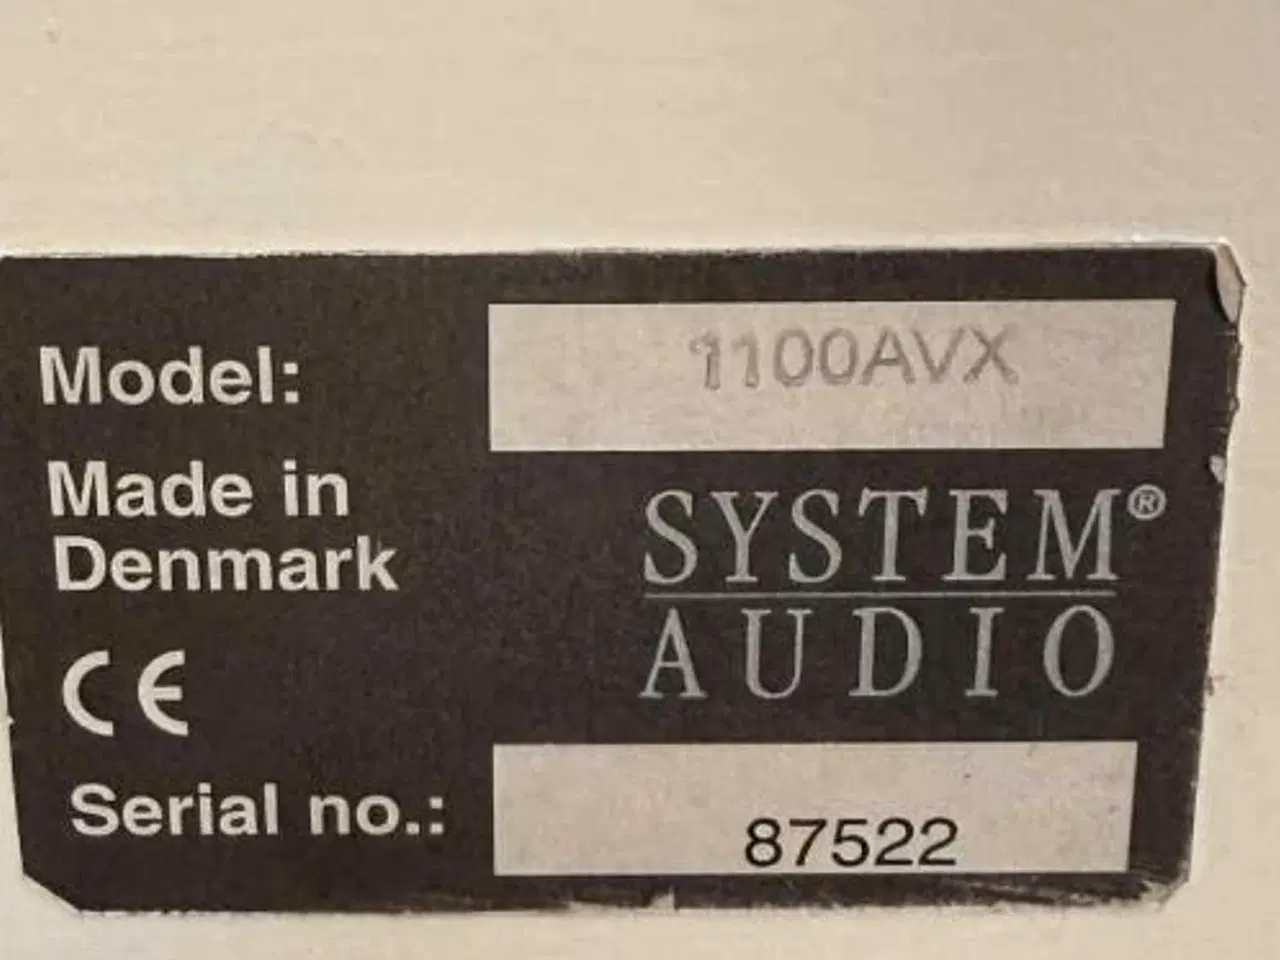 Model: 1100AVX
Made in
Denmark
SYSTEM®
AUDIO
CE
Serial no.: 87522